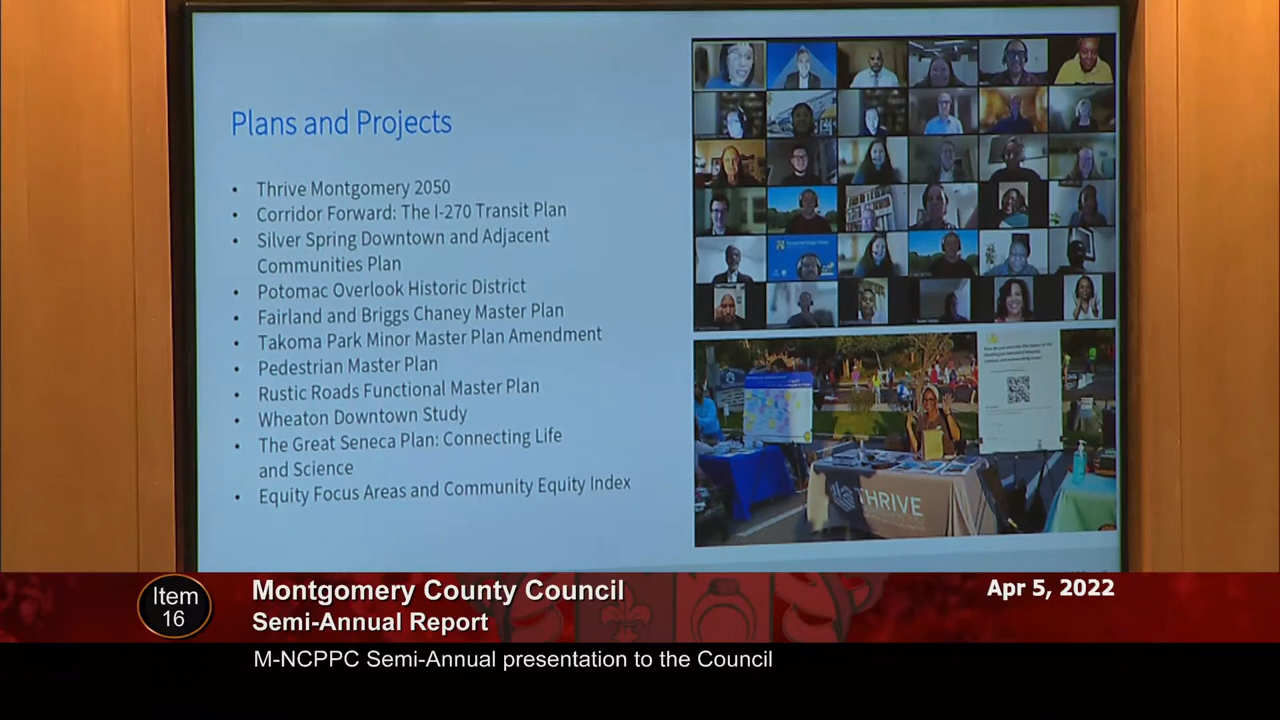 Plans and Projects
• Thrive Montgomery 2050
• Corridor Forward: The I-270 Transit Plan
• Silver Spring Downtown and Adjacent
Communities Plan
• Potomac Overlook Historic District
• Fairland and Briggs Chaney Master Plan
• Takoma Park Minor Master Plan Amendment
• Pedestrian Master Plan
• Rustic Roads Functional Master Plan
• Wheaton Downtown Study
• The Great Seneca Plan: Connecting Life
and Science
• Equity Focus Areas and Community Equity Index
THRIVE
Item
16
Montgomery County Council
Semi-Annual Report
Apr 5, 2022
M-NCPPC Semi-Annual presentation to the Council